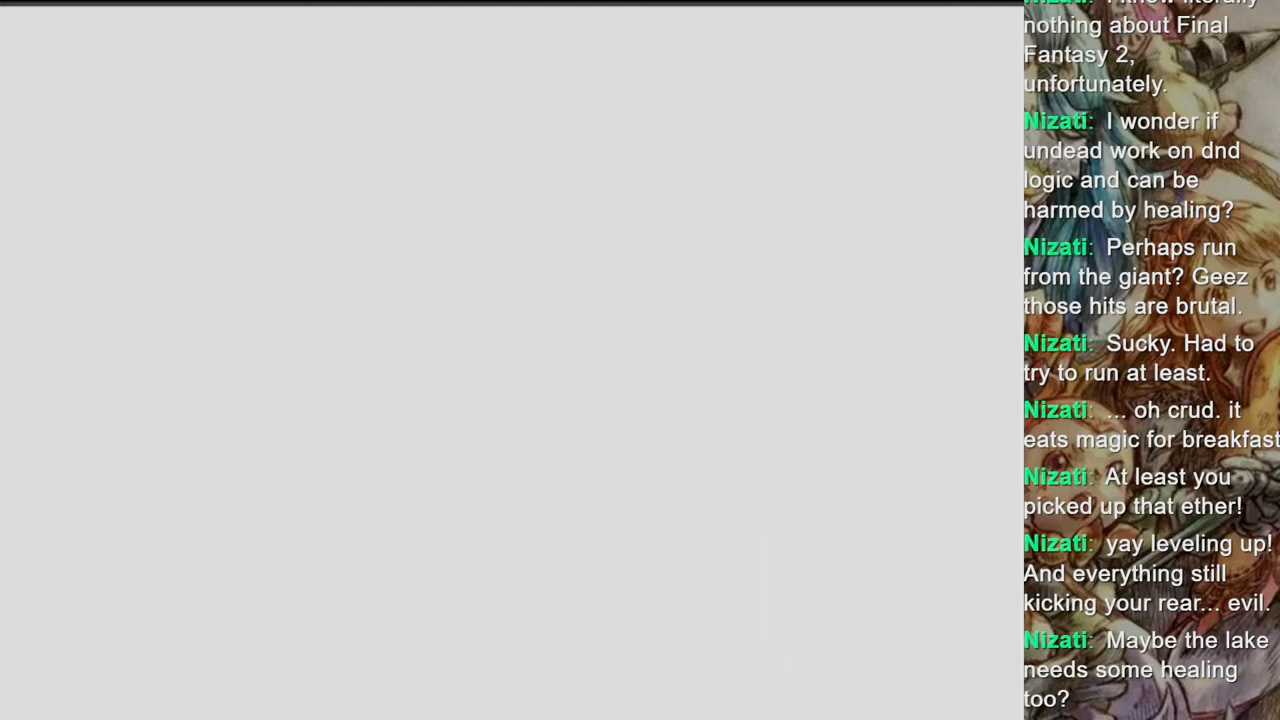 Nizati: I know literally
nothing about Final
Fantasy 2,
unfortunately.
Nizati: I wonder if
undead work on dnd
logic and can be
harmed by healing?
Nizati: Perhaps run
from the giant? Geez
those hits are brutal.
Nizati: Sucky. Had to
try to run at least.
Nizati: ... oh crud. it
eats magic for breakfast
Nizati: At least you
picked up that ether!
Nizati: yay leveling up!
And everything still
kicking your rear... evil.
Nizati: Maybe the lake
needs some healing
too?